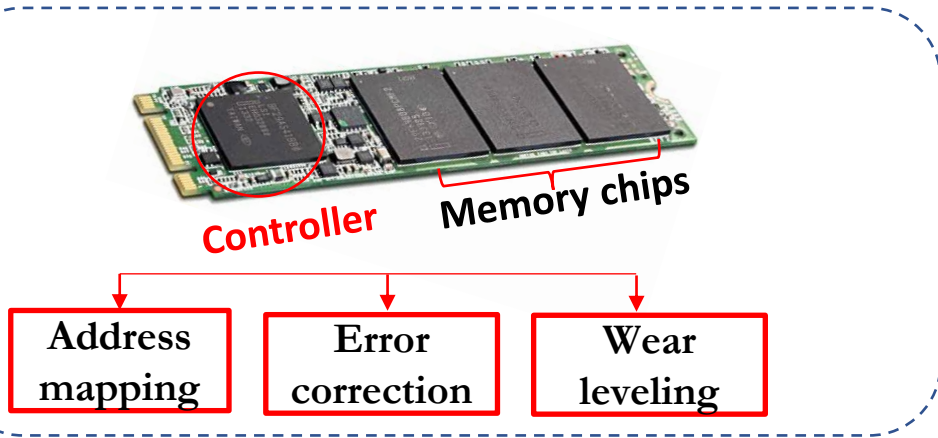 Controller
Memory chips
Address
mapping
Error
correction
Wear
leveling